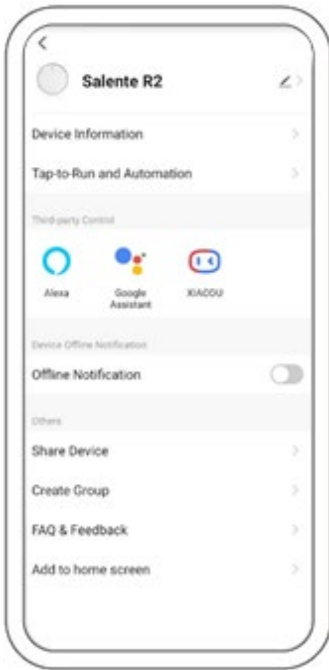 Salente R2
Device Information
Tap-to-Run and Automation
Third-party Control
Alexa
Google
Assistant
XIAODU
Device Offline Notification
Offline Notification
Others
Share Device
Create Group
FAQ & Feedback
Add to home screen